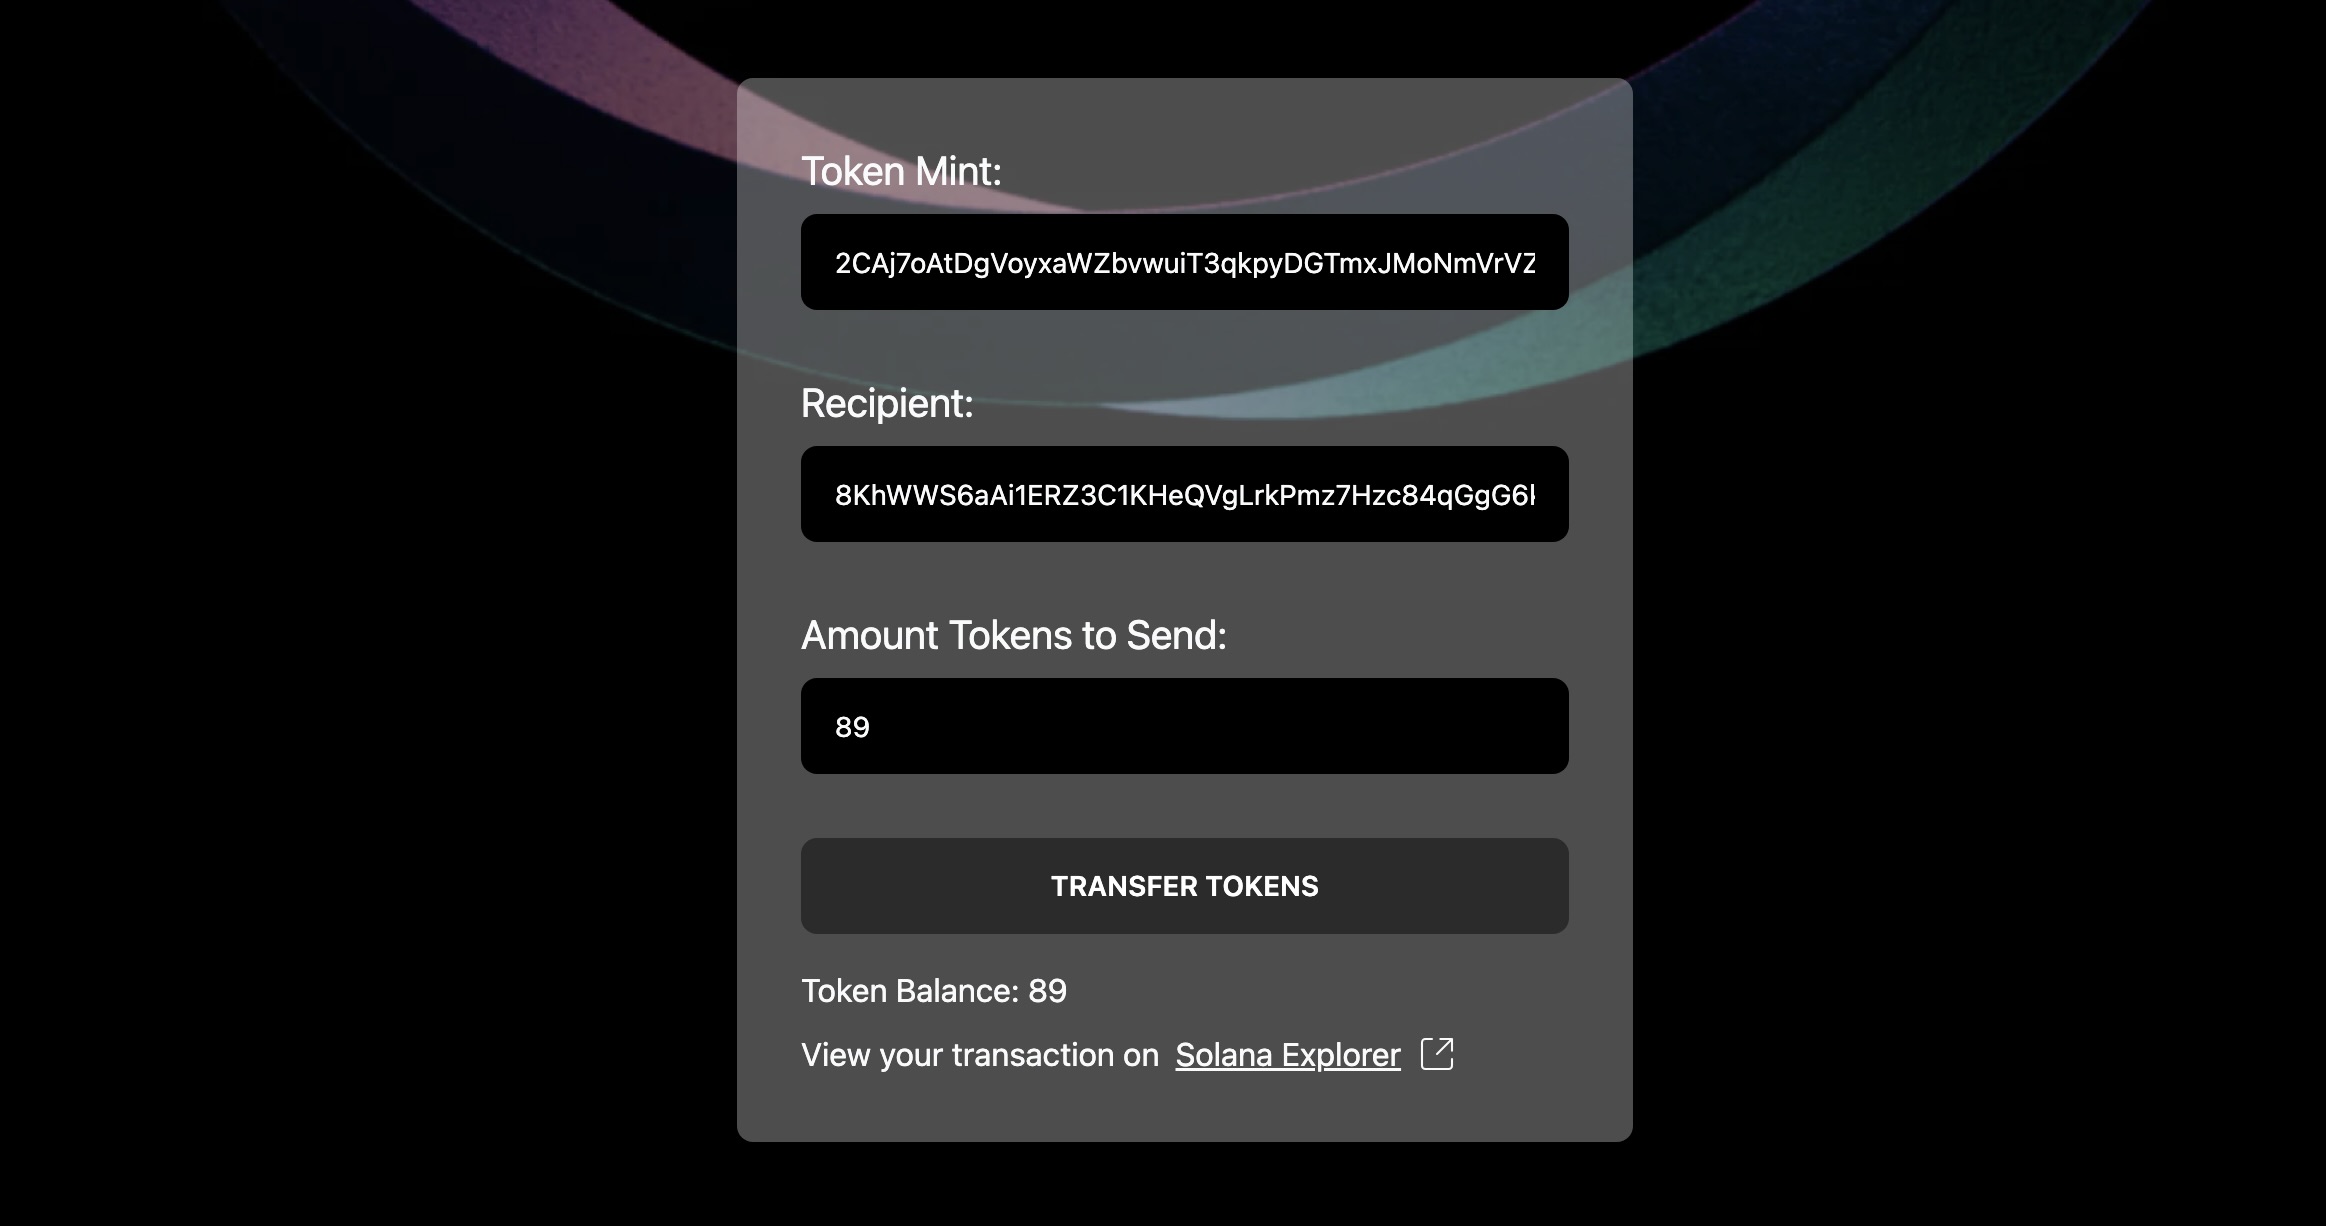 Token Mint:
2CAj7oAtDgVoyxaWZbvwuiT3qkpyDGTmxJMoNmVrVZ
Recipient:
8KhWWS6aAi1ERZ3C1KHeQVgLrkPmz7Hzc84qGgG6
Amount Tokens to Send:
89
TRANSFER TOKENS
Token Balance: 89
View your transaction on Solana Explorer